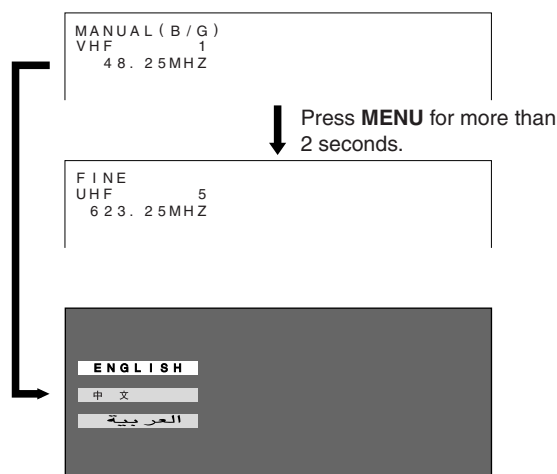 MANUAL(B/G)
VHF 1
48.25MHZ
Press MENU for more than
2 seconds.
FINE
UHF 5
623.25MHZ
ENGLISH
中 文
العربية